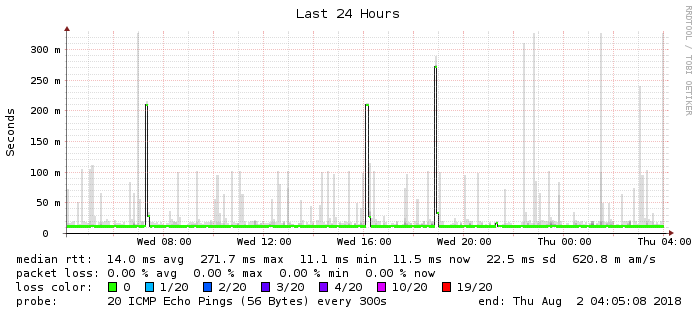 Last 24 Hours
RRDTOOL / TOBI OETIKER
Seconds
300 m
250 m
200 m
150 m
100 m
50 m
0
Wed 08:00 Wed 12:00 Wed 16:00 Wed 20:00 Thu 00:00 Thu 04:00
median rtt: 14.0 ms avg 271.7 ms max 11.1 ms min 11.5 ms now 22.5 ms sd 620.8 m am/s
packet loss: 0.00 % avg 0.00 % max 0.00 % min 0.00 % now
loss color: 0 1/20 2/20 3/20 4/20 10/20 19/20
probe: 20 ICMP Echo Pings (56 Bytes) every 300s end: Thu Aug 2 04:05:08 2018